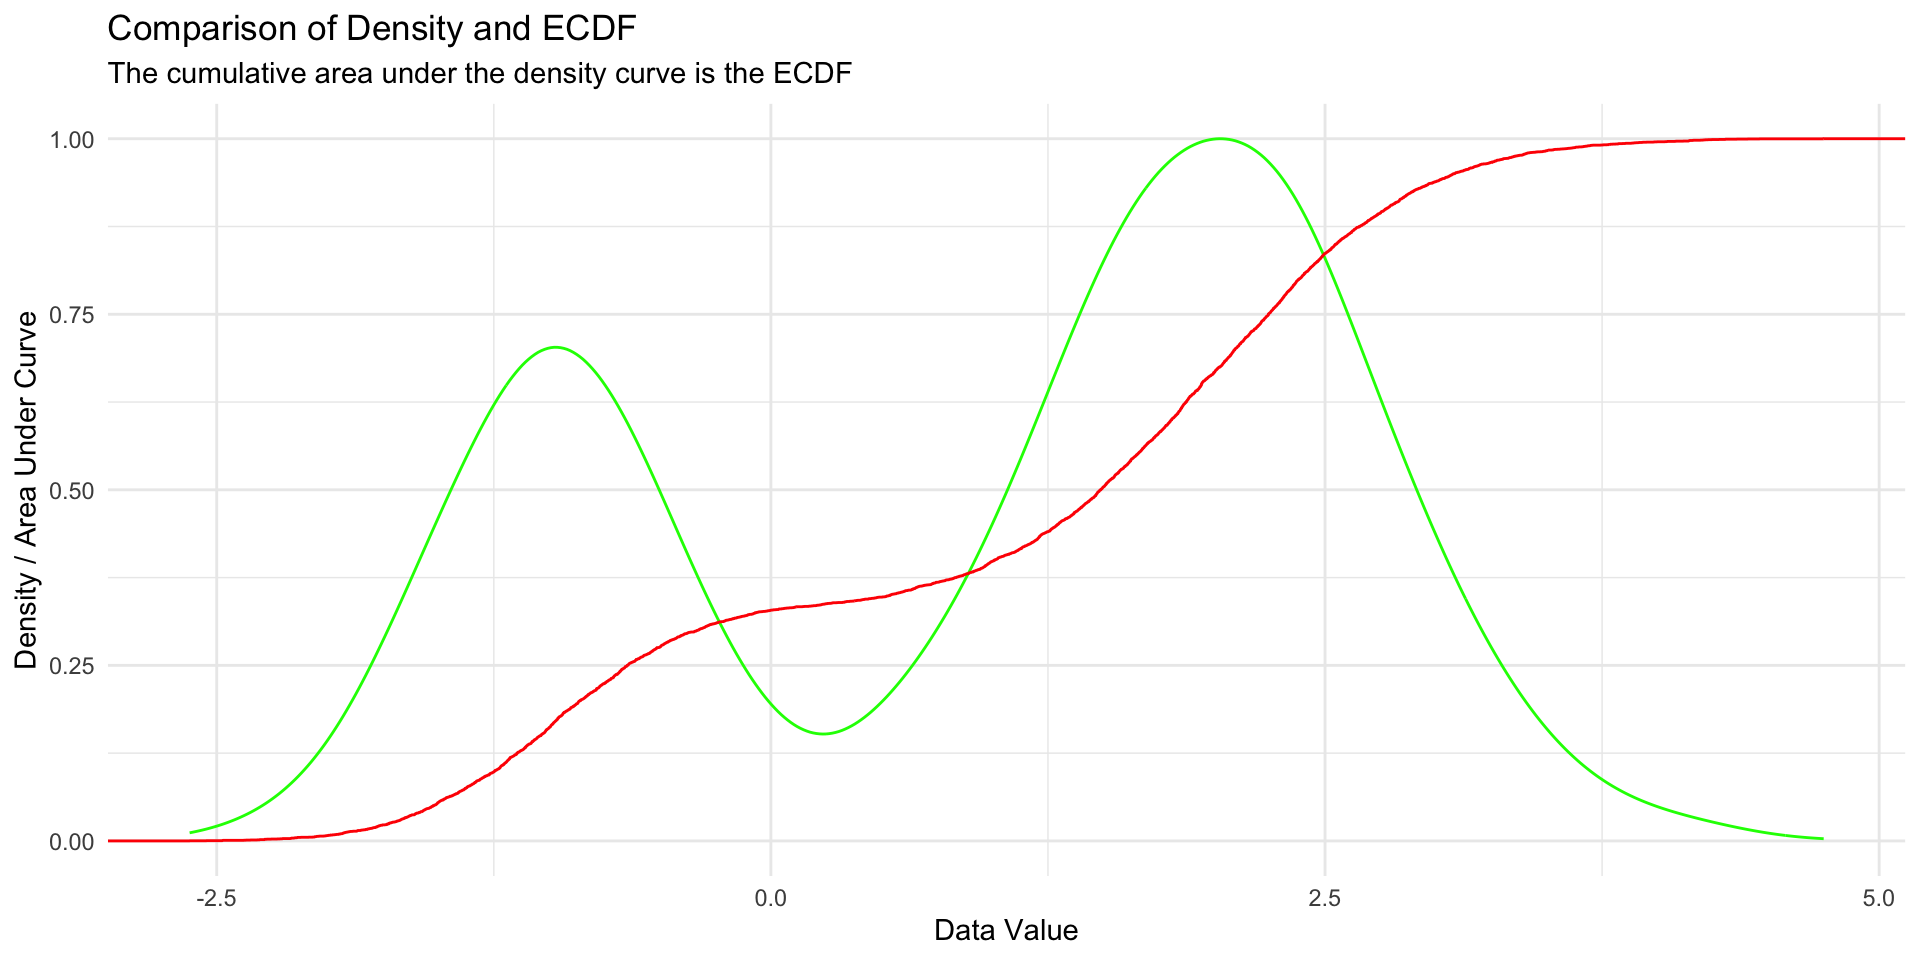 Comparison of Density and ECDF
The cumulative area under the density curve is the ECDF
Density / Area Under Curve
1.00
0.75
0.50
0.25
0.00
-2.5
0.0
2.5
5.0
Data Value